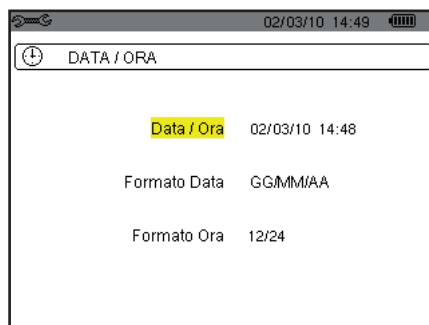 02/03/10 14:49
DATA / ORA
Data / Ora 02/03/10 14:48
Formato Data GG/MM/AA
Formato Ora 12/24